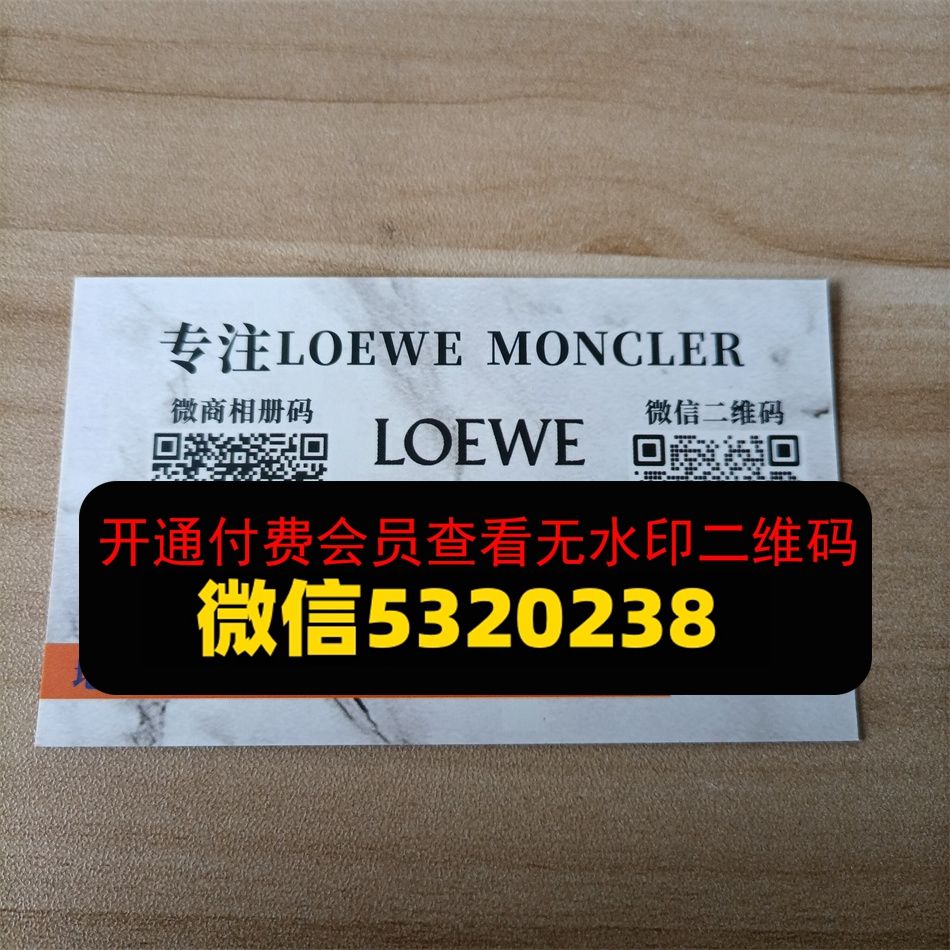 专注LOEWE MONCLER
微商相册码
微信二维码
LOEWE
开通付费会员查看无水印二维码
微信5320238